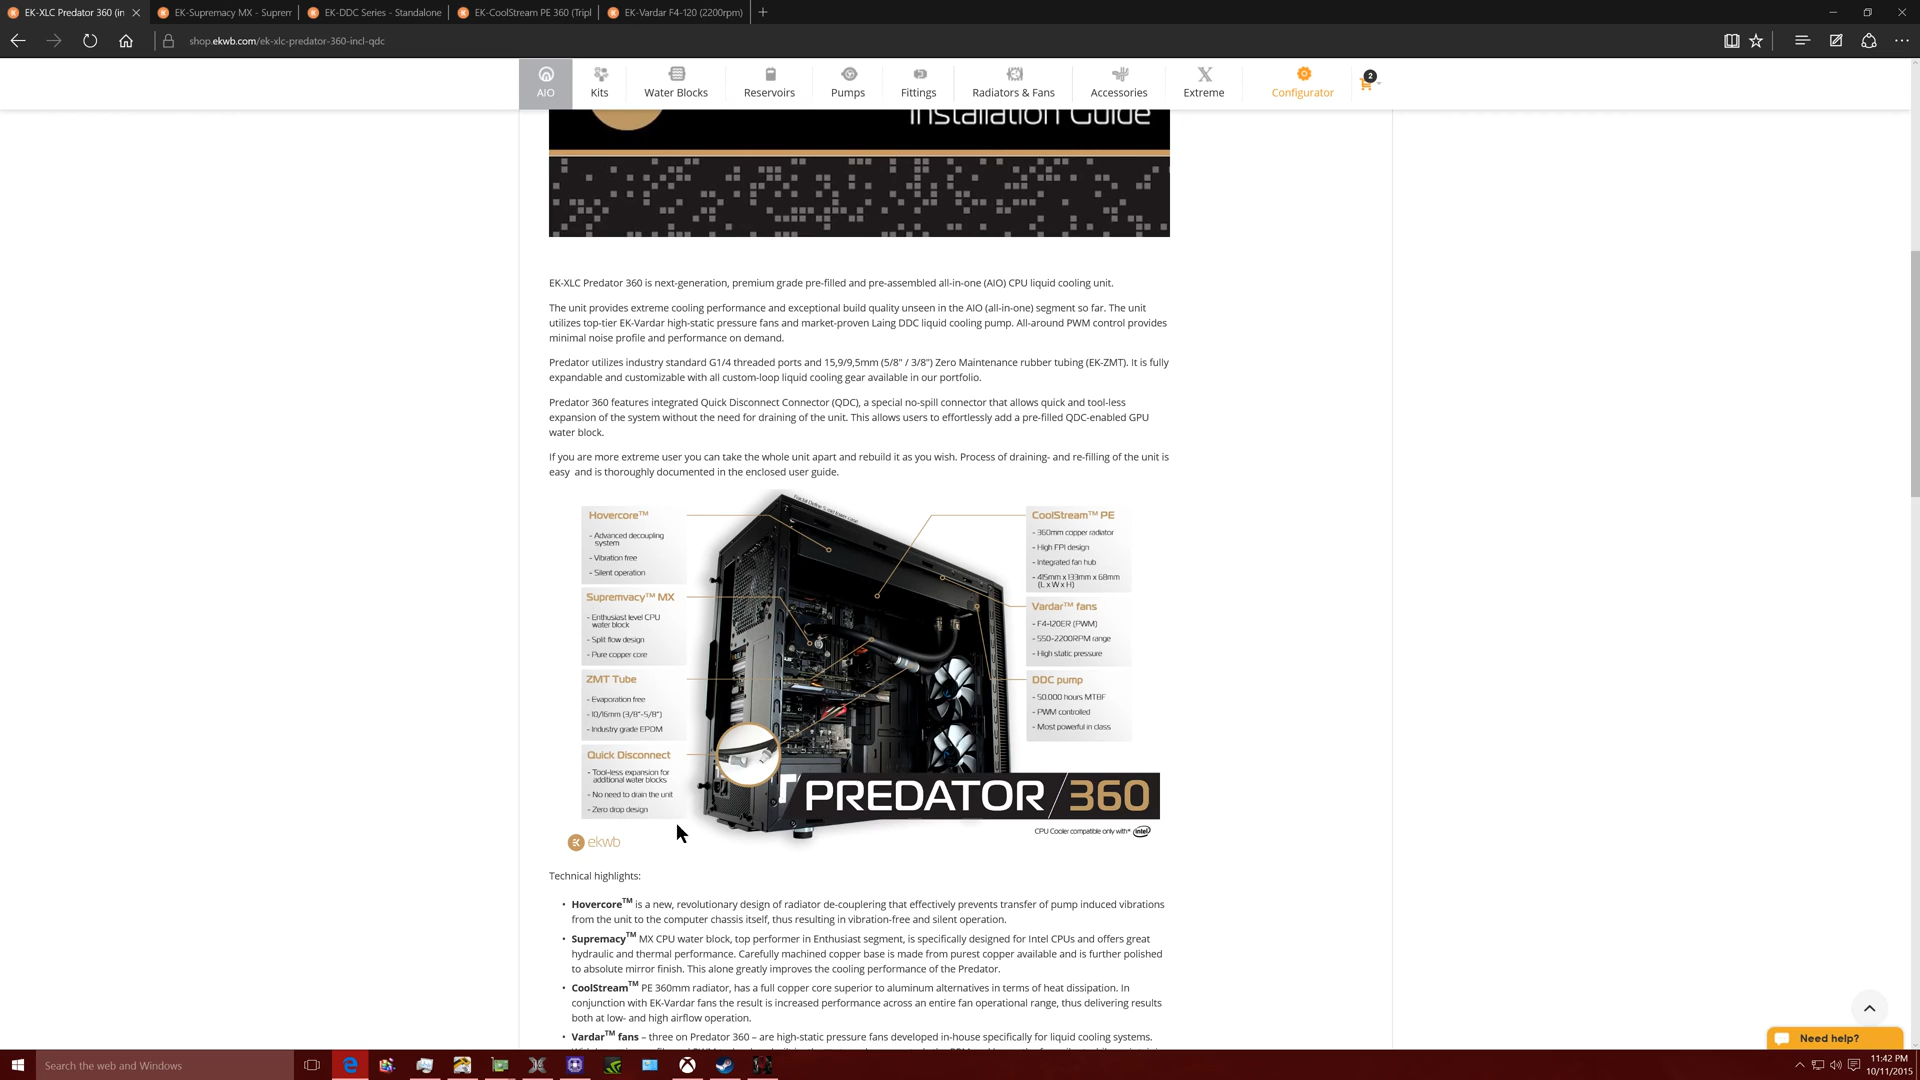 EK-XLC Predator 360 (in
EK-Supremacy MX - Suprem
EK-DDC Series - Standalone
EK-CoolStream PE 360 (Tripl
EK-Vardar F4-120 (2200rpm)
shop.ekwb.com/ek-xlc-predator-360-incl-qdc
AIO
Kits
Water Blocks
Reservoirs
Pumps
Fittings
Radiators & Fans
Accessories
Extreme
Configurator
2
Installation Guide
EK-XLC Predator 360 is next-generation, premium grade pre-filled and pre-assembled all-in-one (AIO) CPU liquid cooling unit.
The unit provides extreme cooling performance and exceptional build quality unseen in the AIO (all-in-one) segment so far. The unit
utilizes top-tier EK-Vardar high-static pressure fans and market-proven Laing DDC liquid cooling pump. All-around PWM control provides
minimal noise profile and performance on demand.
Predator utilizes industry standard G1/4 threaded ports and 15,9/9,5mm (5/8" / 3/8") Zero Maintenance rubber tubing (EK-ZMT). It is fully
expandable and customizable with all custom-loop liquid cooling gear available in our portfolio.
Predator 360 features integrated Quick Disconnect Connector (QDC), a special no-spill connector that allows quick and tool-less
expansion of the system without the need for draining of the unit. This allows users to effortlessly add a pre-filled QDC-enabled GPU
water block.
If you are more extreme user you can take the whole unit apart and rebuild it as you wish. Process of draining- and re-filling of the unit is
easy and is thoroughly documented in the enclosed user guide.
Hovercore™
- Advanced decoupling
system
- Vibration free
- Silent operation
Supremvacy™ MX
- Enthusiast level CPU
water block
- Split flow design
- Pure copper core
ZMT Tube
- Evaporation free
- 10/16mm (3/8"-5/8")
- Industry grade EPDM
Quick Disconnect
- Tool-less expansion for
additional water blocks
- No need to drain the unit
- Zero drop design
CoolStream™ PE
- 360mm copper radiator
- High FPI design
- Integrated fan hub
- 415mm x 133mm x 68mm
(L x W x H)
Vardar™ fans
- F4-120ER (PWM)
- 550-2200RPM range
- High static pressure
DDC pump
- 50.000 hours MTBF
- PWM controlled
- Most powerful in class
PREDATOR/360
CPU Cooler compatible only with* intel
ekwb
Technical highlights:
• Hovercore™ is a new, revolutionary design of radiator de-couplering that effectively prevents transfer of pump induced vibrations
from the unit to the computer chassis itself, thus resulting in vibration-free and silent operation.
• Supremacy™ MX CPU water block, top performer in Enthusiast segment, is specifically designed for Intel CPUs and offers great
hydraulic and thermal performance. Carefully machined copper base is made from purest copper available and is further polished
to absolute mirror finish. This alone greatly improves the cooling performance of the Predator.
• CoolStream™ PE 360mm radiator, has a full copper core superior to aluminum alternatives in terms of heat dissipation. In
conjunction with EK-Vardar fans the result is increased performance across an entire fan operational range, thus delivering results
both at low- and high airflow operation.
• Vardar™ fans – three on Predator 360 – are high-static pressure fans developed in-house specifically for liquid cooling systems.
Need help?
Search the web and Windows
11:42 PM
10/11/2015